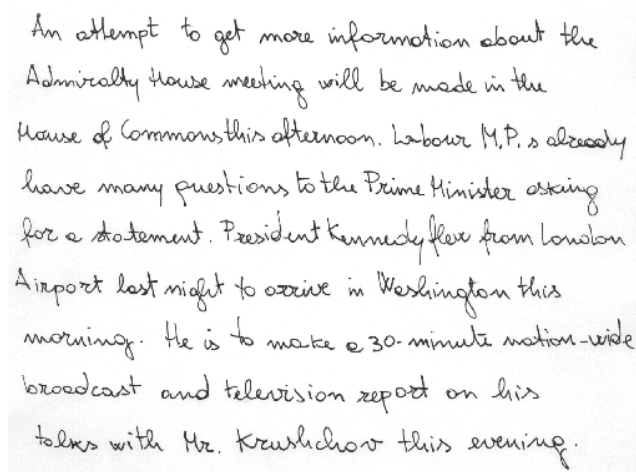 An attempt to get more information about the
Admiralty House meeting will be made in the
House of Commons this afternoon. Labour M.P.s already
have many questions to the Prime Minister asking
for a statement. President Kennedy flew from London
Airport last night to arrive in Washington this
morning. He is to make a 30-minute nation-wide
broadcast and television report on his
talks with Mr. Krushchov this evening.